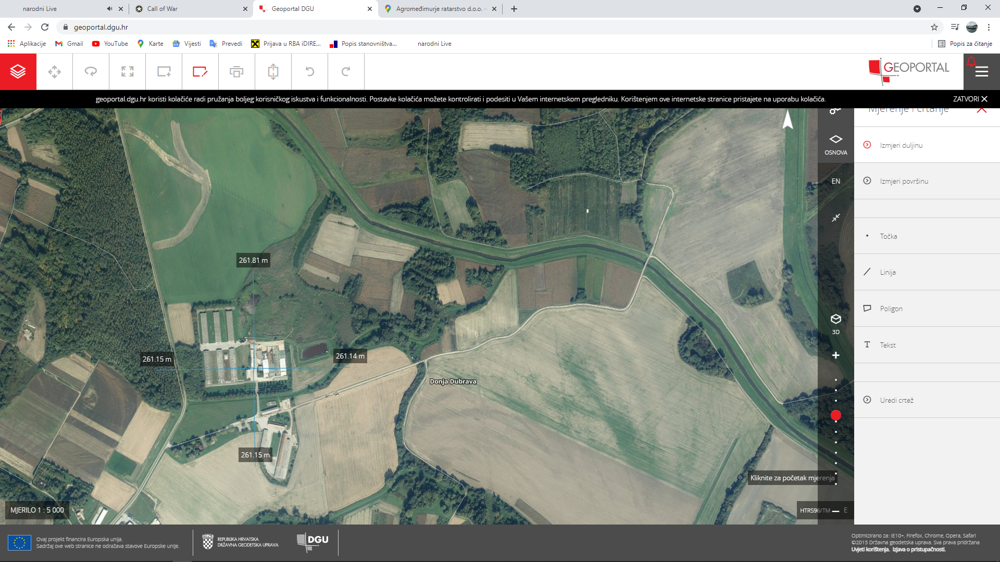 narodni Live
Call of War
Geoportal DGU
Agromeđimurje ratarstvo d.o.o. –
geoportal.dgu.hr
Aplikacije
Gmail
YouTube
Karte
Vijesti
Prevedi
Prijava u RBA iDIRE...
Popis stanovništva...
narodni Live
Popis za čitanje
GEOPORTAL
geoportal.dgu.hr koristi kolačiće radi pružanja boljeg korisničkog iskustva i funkcionalnosti. Postavke kolačića možete kontrolirati i podesiti u Vašem internetskom pregledniku. Korištenjem ove internetske stranice pristajete na uporabu kolačića.
ZATVORI
Mjerenje i crtanje
OSNOVA
Izmjeri duljinu
EN
Izmjeri površinu
Točka
261.81 m
Linija
Poligon
3D
Tekst
261.15 m
261.14 m
Donja Dubrava
Uredi crtež
261.15 m
Kliknite za početak mjerenja
MJERILO 1 : 5 000
HTRS96/TM
E
Ovaj projekt financira Europska unija.
Sadržaj ove web stranice ne odražava stavove Europske unije.
REPUBLIKA HRVATSKA
DRŽAVNA GEODETSKA UPRAVA
DGU
Optimizirano za: IE10+, Firefox, Chrome, Opera, Safari
©2015 Državna geodetska uprava. Sva prava pridržana
Uvjeti korištenja. Izjava o pristupačnosti.